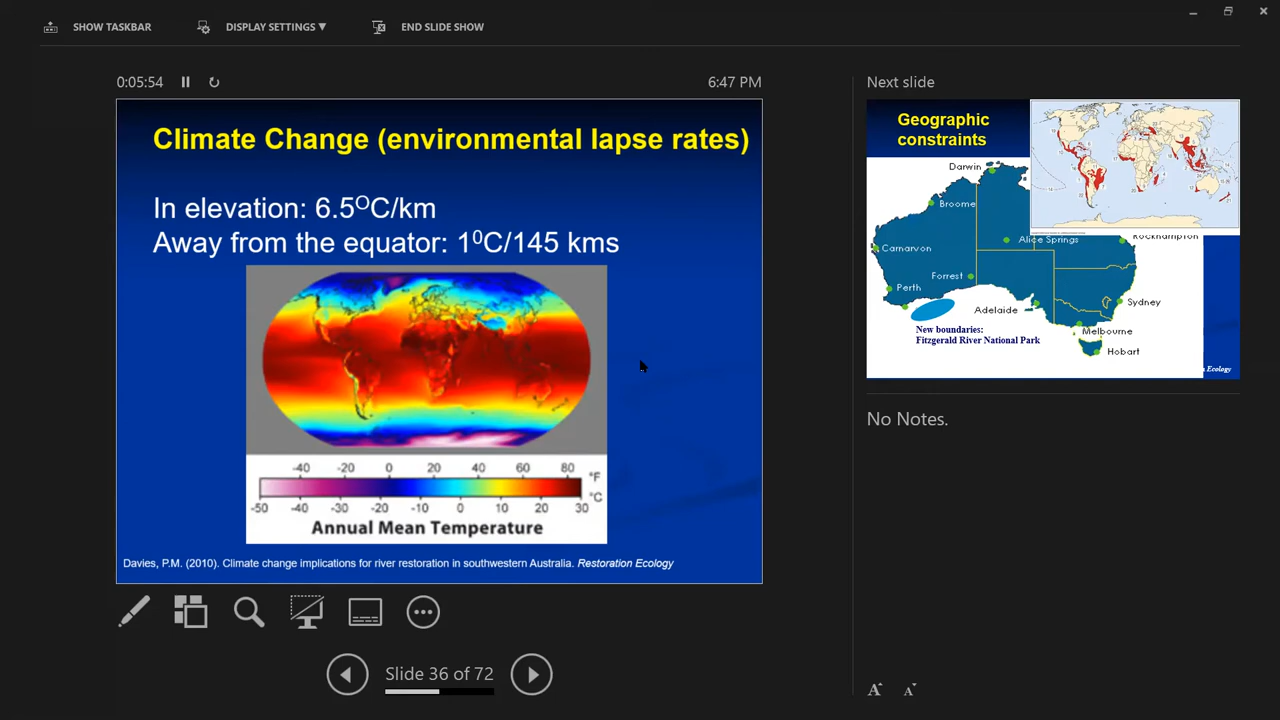 SHOW TASKBAR
DISPLAY SETTINGS ▼
END SLIDE SHOW
0:05:54
6:47 PM
Climate Change (environmental lapse rates)
In elevation: 6.5ᴼC/km
Away from the equator: 1⁰C/145 kms
-40 -20 0 20 40 60 80 °F
-50 -40 -30 -20 -10 0 10 20 30 °C
Annual Mean Temperature
Davies, P.M. (2010). Climate change implications for river restoration in southwestern Australia. Restoration Ecology
Slide 36 of 72
Next slide
Geographic
constraints
Darwin
Broome
Rockhampton
Alice Springs
Carnarvon
Forrest
Perth
Sydney
Adelaide
New boundaries:
Fitzgerald River National Park
Melbourne
Hobart
Ecology
No Notes.
A A